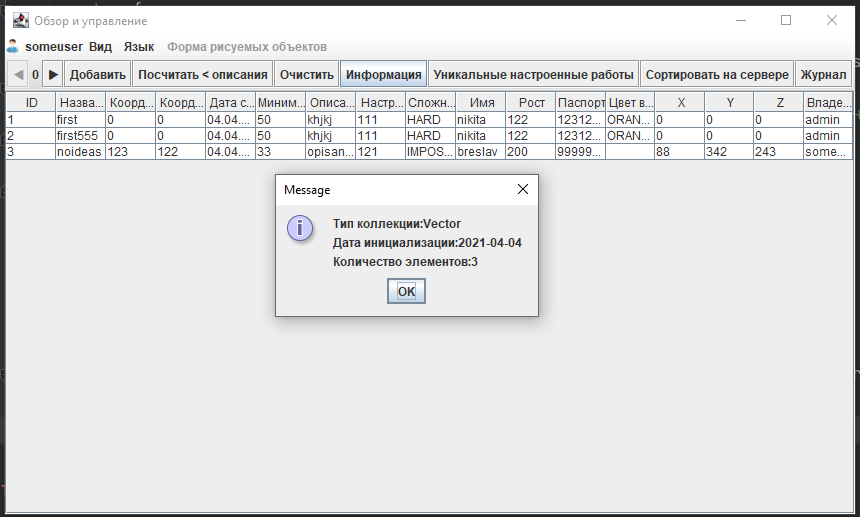 Обзор и управление
someuser Вид Язык Форма рисуемых объектов
0 Добавить Посчитать < описания Очистить Информация Уникальные настроенные работы Сортировать на сервере Журнал
ID Назва... Коорд... Коорд... Дата с... Миним... Описа... Настр... Сложн... Имя Рост Паспорт Цвет в... X Y Z Владе...
1 first 0 0 04.04.... 50 khjkj 111 HARD nikita 122 12312... ORAN... 0 0 0 admin
2 first555 0 0 04.04.... 50 khjkj 111 HARD nikita 122 12312... ORAN... 0 0 0 admin
3 noideas 123 122 04.04.... 33 opisan... 121 IMPOS... breslav 200 99999... 88 342 243 some...
Message
Тип коллекции:Vector
Дата инициализации:2021-04-04
Количество элементов:3
OK